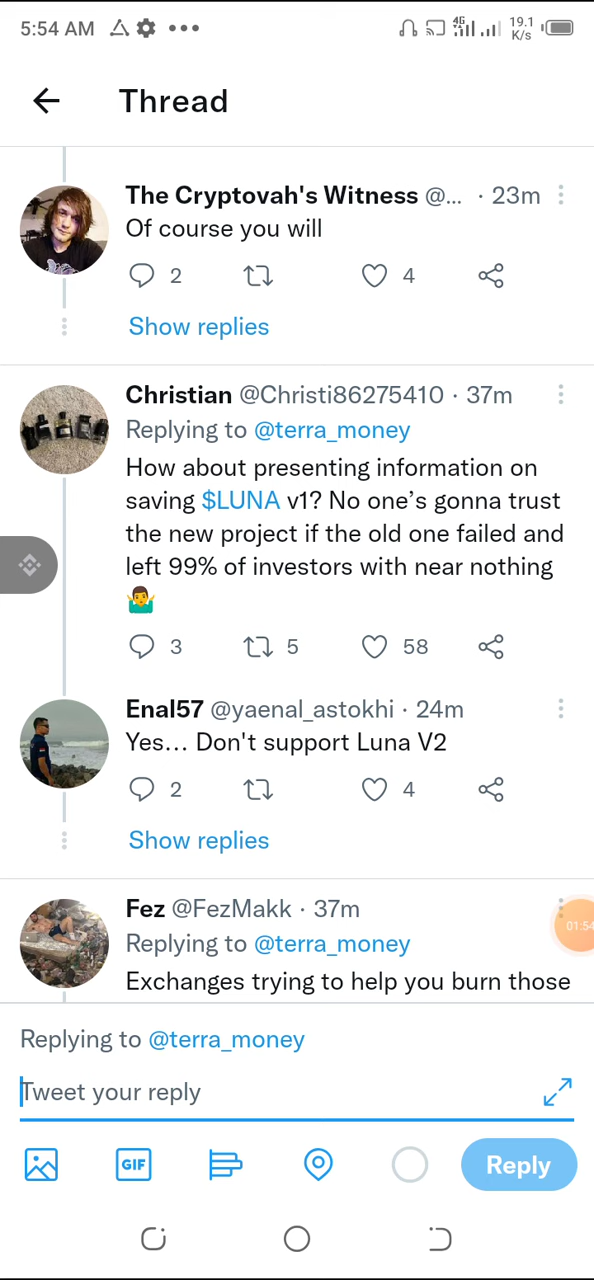 5:54 AM
4G
19.1
K/s
Thread
The Cryptovah's Witness @... · 23m
Of course you will
2
4
Show replies
Christian @Christi86275410 · 37m
Replying to @terra_money
How about presenting information on
saving $LUNA v1? No one’s gonna trust
the new project if the old one failed and
left 99% of investors with near nothing
🤷‍♂️
3
5
58
Enal57 @yaenal_astokhi · 24m
Yes... Don't support Luna V2
2
4
Show replies
Fez @FezMakk · 37m
01:54
Replying to @terra_money
Exchanges trying to help you burn those
Replying to @terra_money
Tweet your reply
GIF
Reply